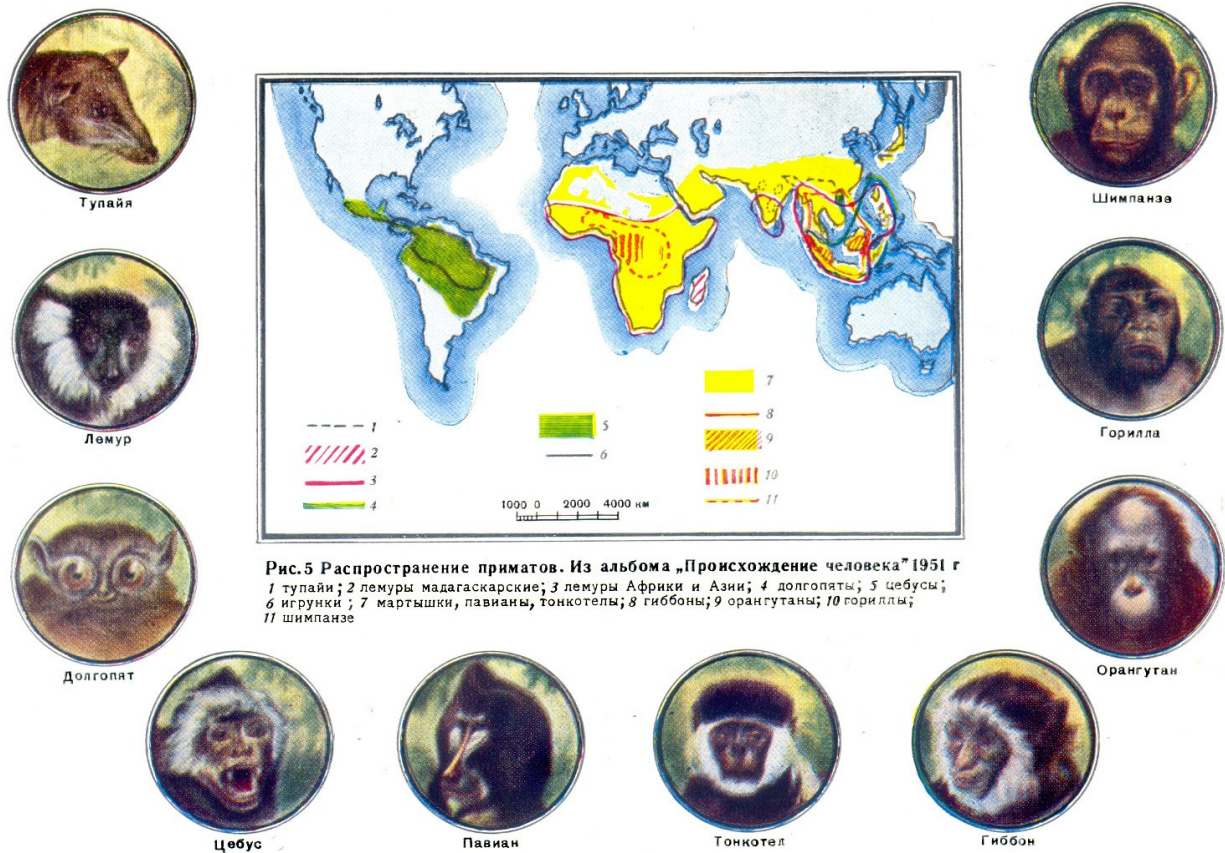 Тупайя
Шимпанзе
Лемур
Горилла
Долгопят
Орангутан
1
2
3
4
5
6
7
8
9
10
11
1000 0 2000 4000 км
Рис.5 Распространение приматов. Из альбома „Происхождение человека" 1951 г
1 тупайи; 2 лемуры мадагаскарские; 3 лемуры Африки и Азии; 4 долгопяты; 5 цебусы;
6 игрунки ; 7 мартышки, павианы, тонкотелы; 8 гиббоны; 9 орангутаны; 10 гориллы;
11 шимпанзе
Цебус
Павиан
Тонкотел
Гиббон